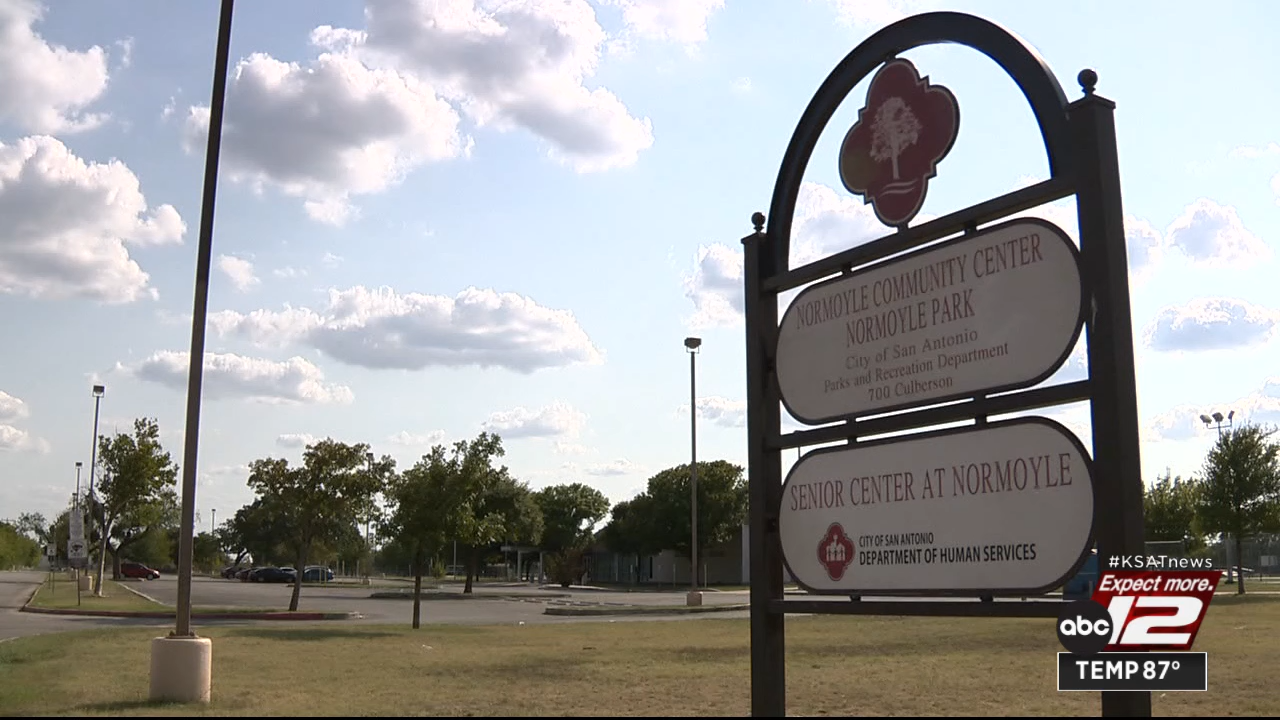 NORMOYLE COMMUNITY CENTER
NORMOYLE PARK
City of San Antonio
Parks and Recreation Department
700 Culberson
SENIOR CENTER AT NORMOYLE
CITY OF SAN ANTONIO
DEPARTMENT OF HUMAN SERVICES
#KSATnews
Expect more.
abc 12
TEMP 87°